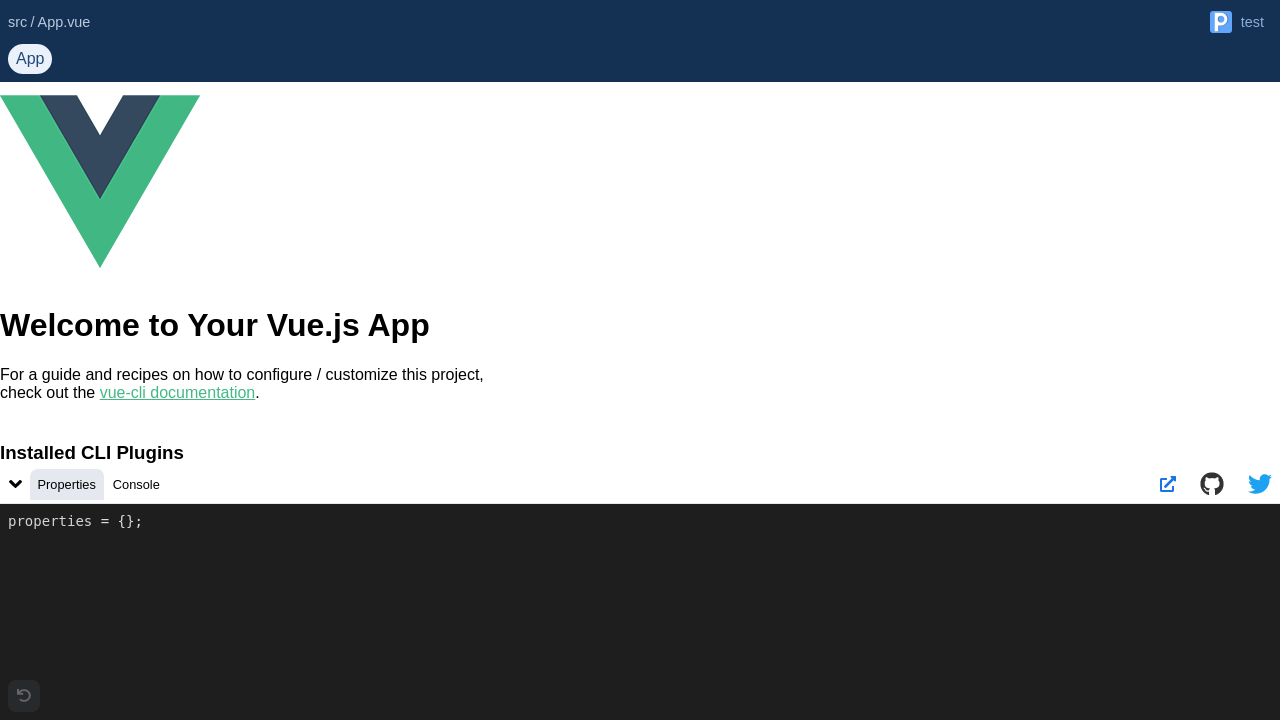 src / App.vue
test
App
Welcome to Your Vue.js App
For a guide and recipes on how to configure / customize this project,
check out the vue-cli documentation.
Installed CLI Plugins
Properties Console
properties = {};